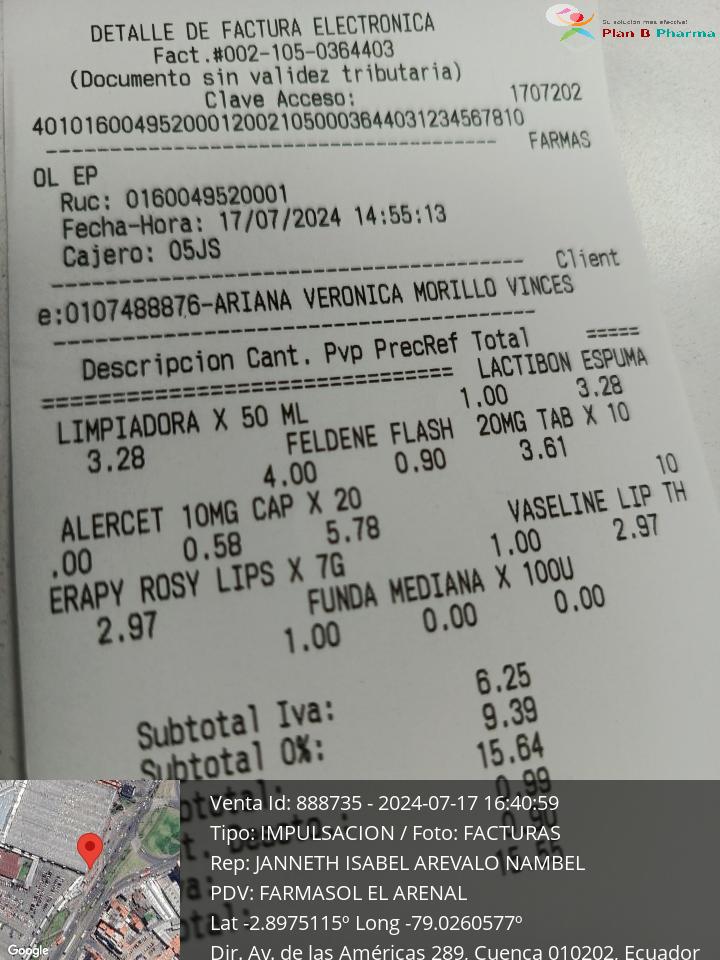 Su solución más efectiva!
Plan B Pharma
DETALLE DE FACTURA ELECTRONICA
Fact.#002-105-0364403
(Documento sin validez tributaria)
Clave Acceso: 1707202
401016004952000120021050003644031234567810
FARMAS
OL EP
Ruc: 0160049520001
Fecha-Hora: 17/07/2024 14:55:13
Cajero: 05JS
Client
e:0107488876-ARIANA VERONICA MORILLO VINCES
Descripcion Cant. Pvp PrecRef Total
=====
============================== LACTIBON ESPUMA
LIMPIADORA X 50 ML 1.00 3.28
3.28 FELDENE FLASH 20MG TAB X 10
4.00 0.90 3.61
ALERCET 10MG CAP X 20 10
.00 0.58 5.78 VASELINE LIP TH
ERAPY ROSY LIPS X 7G 1.00 2.97
2.97 FUNDA MEDIANA X 100U
1.00 0.00 0.00
Subtotal Iva: 6.25
Subtotal 0%: 9.39
15.64
0.99
0.90
Venta Id: 888735 - 2024-07-17 16:40:59
Tipo: IMPULSACION / Foto: FACTURAS
Rep: JANNETH ISABEL AREVALO NAMBEL
PDV: FARMASOL EL ARENAL
Lat -2.8975115º Long -79.0260577º
Dir. Av. de las Américas 289, Cuenca 010202, Ecuador
Google